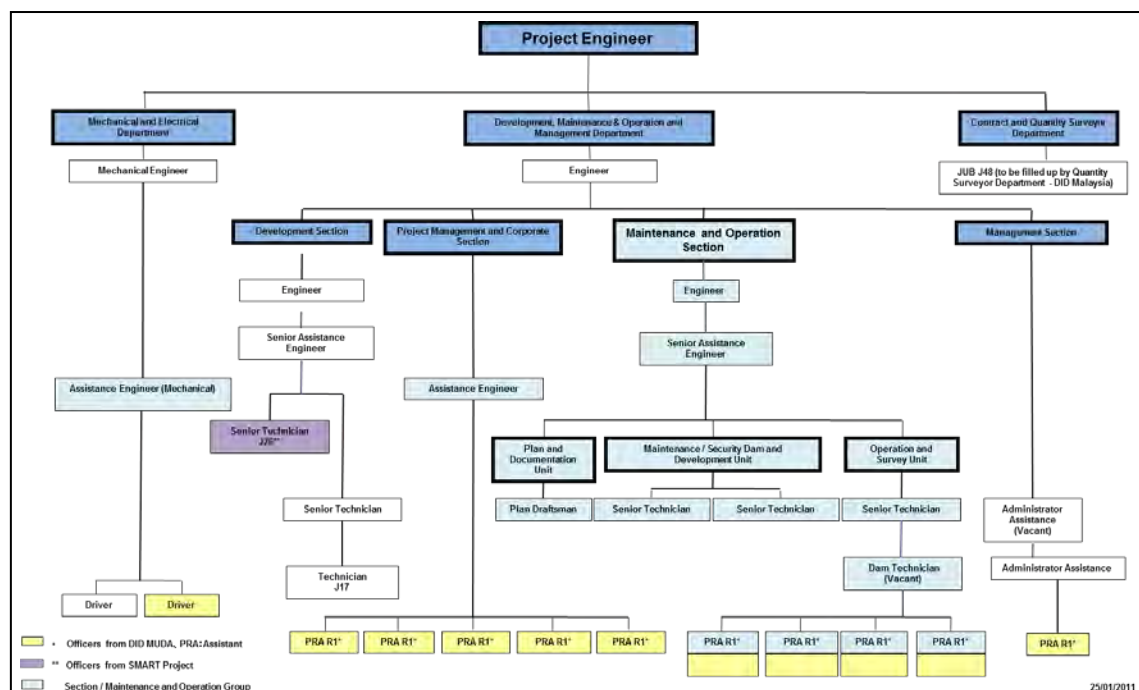 Project Engineer
Mechanical and Electrical
Department
Development, Maintenance & Operation and
Management Department
Contract and Quantity Surveyor
Department
Mechanical Engineer
Engineer
JUB J48 (to be filled up by Quantity
Surveyor Department - DID Malaysia)
Development Section
Project Management and Corporate
Section
Maintenance and Operation
Section
Management Section
Engineer
Engineer
Senior Assistance
Engineer
Senior Assistance
Engineer
Assistance Engineer (Mechanical)
Assistance Engineer
Senior Technician
Plan and
Documentation
Unit
Maintenance / Security Dam and
Development Unit
Operation and
Survey Unit
Senior Technician
Plan Draftsman
Senior Technician
Senior Technician
Senior Technician
Administrator
Assistance
(Vacant)
Technician
J17
Dam Technician
(Vacant)
Administrator Assistance
Driver
Driver
PRA R1*
PRA R1*
PRA R1*
PRA R1*
PRA R1*
PRA R1*
PRA R1*
PRA R1*
PRA R1*
PRA R1*
* Officers from DID MUDA, PRA:Assistant
** Officers from SMART Project
Section / Maintenance and Operation Group
25/01/2011